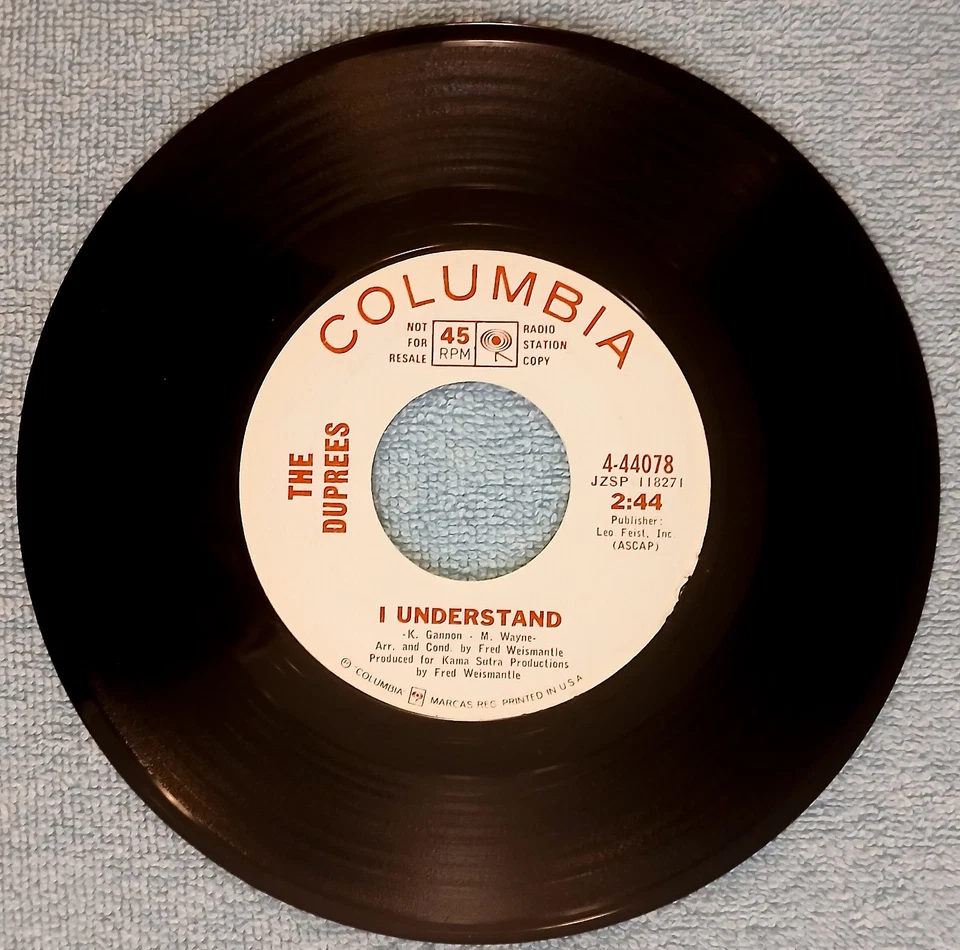 COLUMBIA
NOT
FOR
RESALE
45
RPM
RADIO
STATION
COPY
THE
DUPREES
4-44078
JZSP 118271
2:44
Publisher:
Leo Feist, Inc.
(ASCAP)
I UNDERSTAND
-K. Gannon - M. Wayne-
Arr. and Cond. by Fred Weismantle
Produced for Kama Sutra Productions
by Fred Weismantle
℗ "COLUMBIA" MARCAS REG. PRINTED IN U.S.A